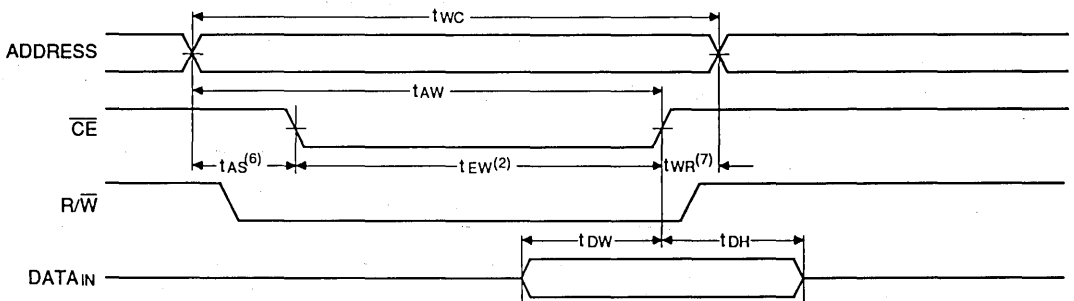 tWC
ADDRESS
tAW
CE
tAS(6) tEW(2) tWR(7)
R/W
tDW tDH
DATAIN